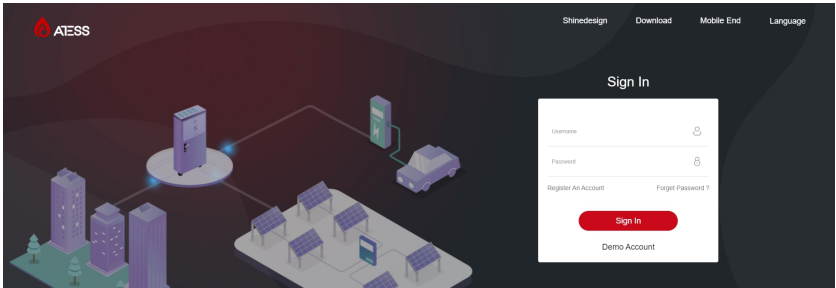 ATESS
Shinedesign Download Mobile End Language
Sign In
Username
Password
Register An Account Forget Password ?
Sign In
Demo Account